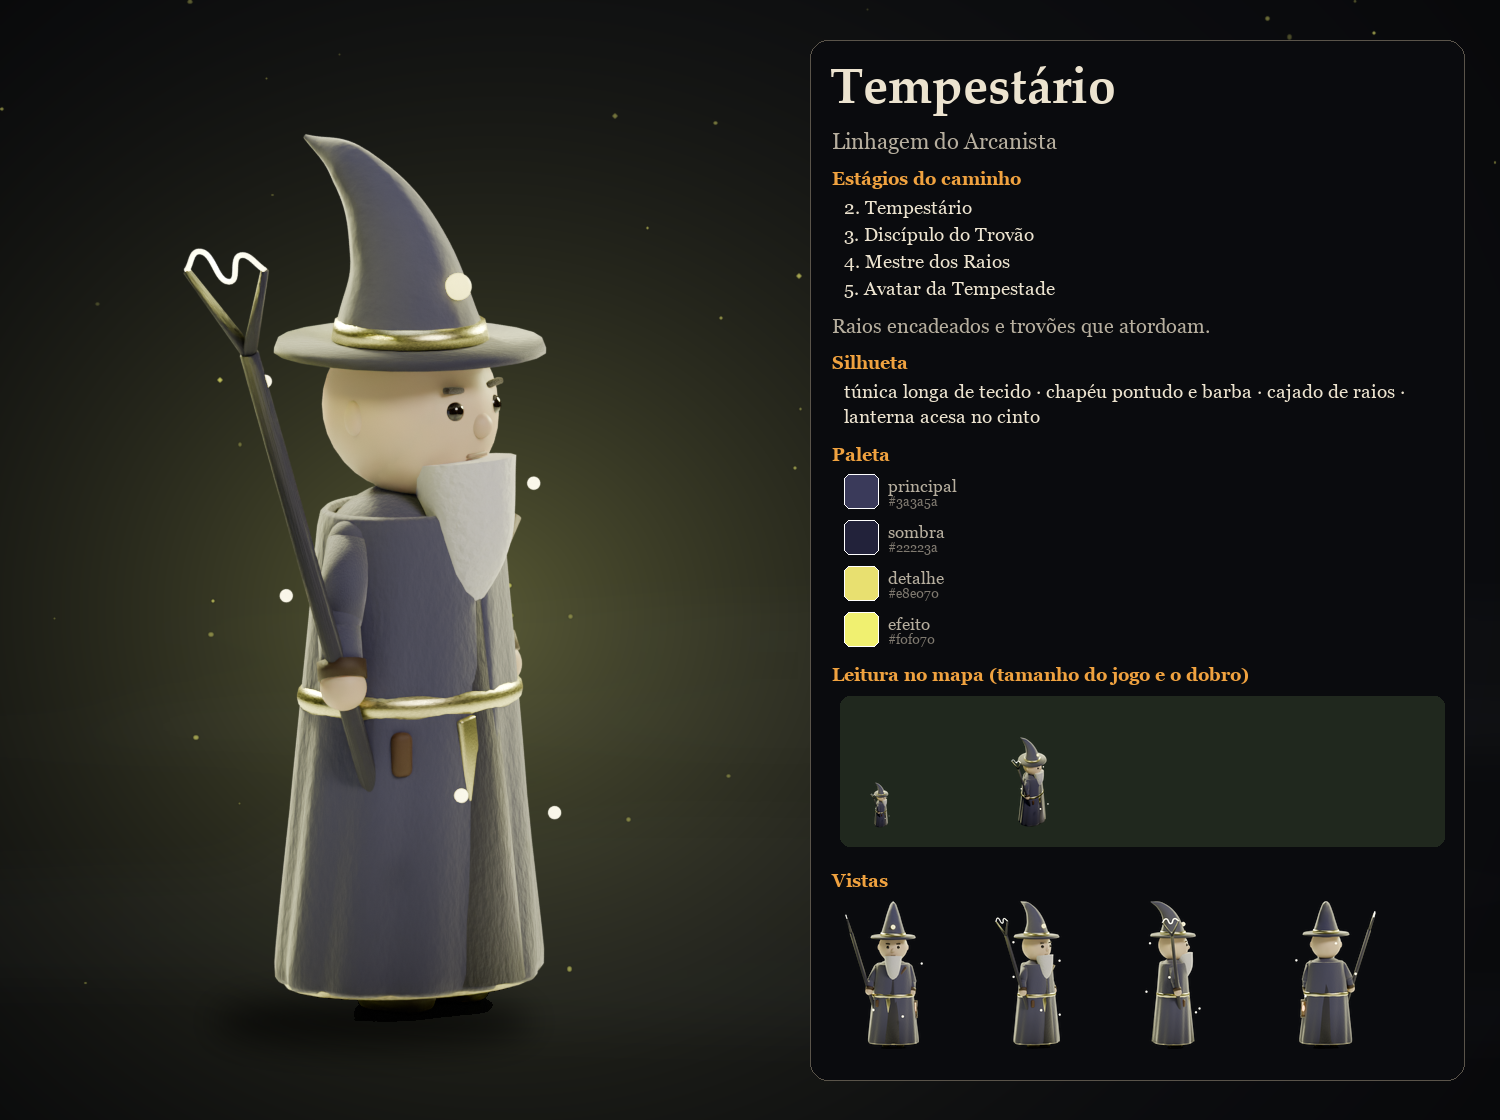 Tempestário
Linhagem do Arcanista
Estágios do caminho
2. Tempestário
3. Discípulo do Trovão
4. Mestre dos Raios
5. Avatar da Tempestade
Raios encadeados e trovões que atordoam.
Silhueta
túnica longa de tecido · chapéu pontudo e barba · cajado de raios ·
lanterna acesa no cinto
Paleta
principal
#3a3a5a
sombra
#22223a
detalhe
#e8e070
efeito
#f0f070
Leitura no mapa (tamanho do jogo e o dobro)
Vistas